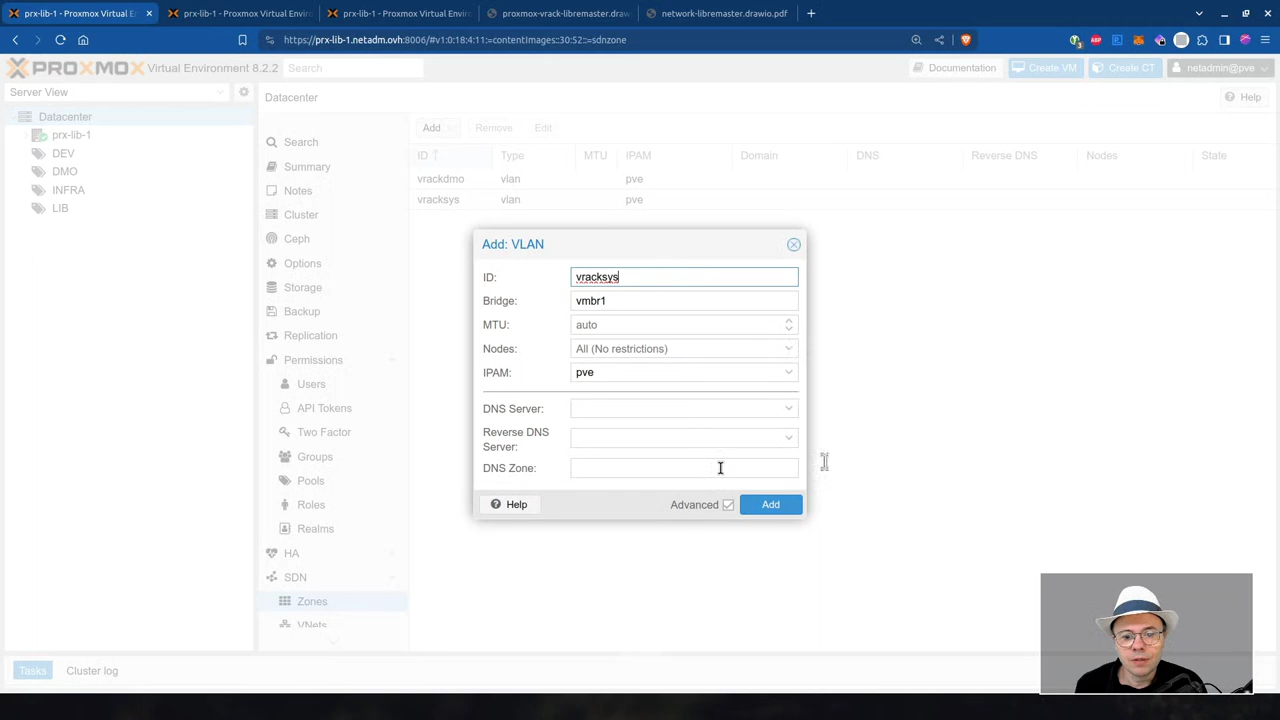 prx-lib-1 - Proxmox Virtual E
prx-lib-1 - Proxmox Virtual Enviro
prx-lib-1 - Proxmox Virtual Enviro
proxmox-vrack-libremaster.draw
network-libremaster.drawio.pdf
https://prx-lib-1.netadm.ovh:8006/#v1:0:18:4:11:=contentImages::30:52::=sdnzone
PROXMOX Virtual Environment 8.2.2
Search
Documentation
Create VM
Create CT
netadmin@pve
Server View
Datacenter
Help
Datacenter
prx-lib-1
DEV
DMO
INFRA
LIB
Search
Summary
Notes
Cluster
Ceph
Options
Storage
Backup
Replication
Permissions
Users
API Tokens
Two Factor
Groups
Pools
Roles
Realms
HA
SDN
Zones
VNets
Add
Remove
Edit
ID ↑ Type MTU IPAM Domain DNS Reverse DNS Nodes State
vrackdmo vlan pve
vracksys vlan pve
Add: VLAN
ID: vracksys
Bridge: vmbr1
MTU: auto
Nodes: All (No restrictions)
IPAM: pve
DNS Server:
Reverse DNS
Server:
DNS Zone:
Help
Advanced
Add
Tasks
Cluster log